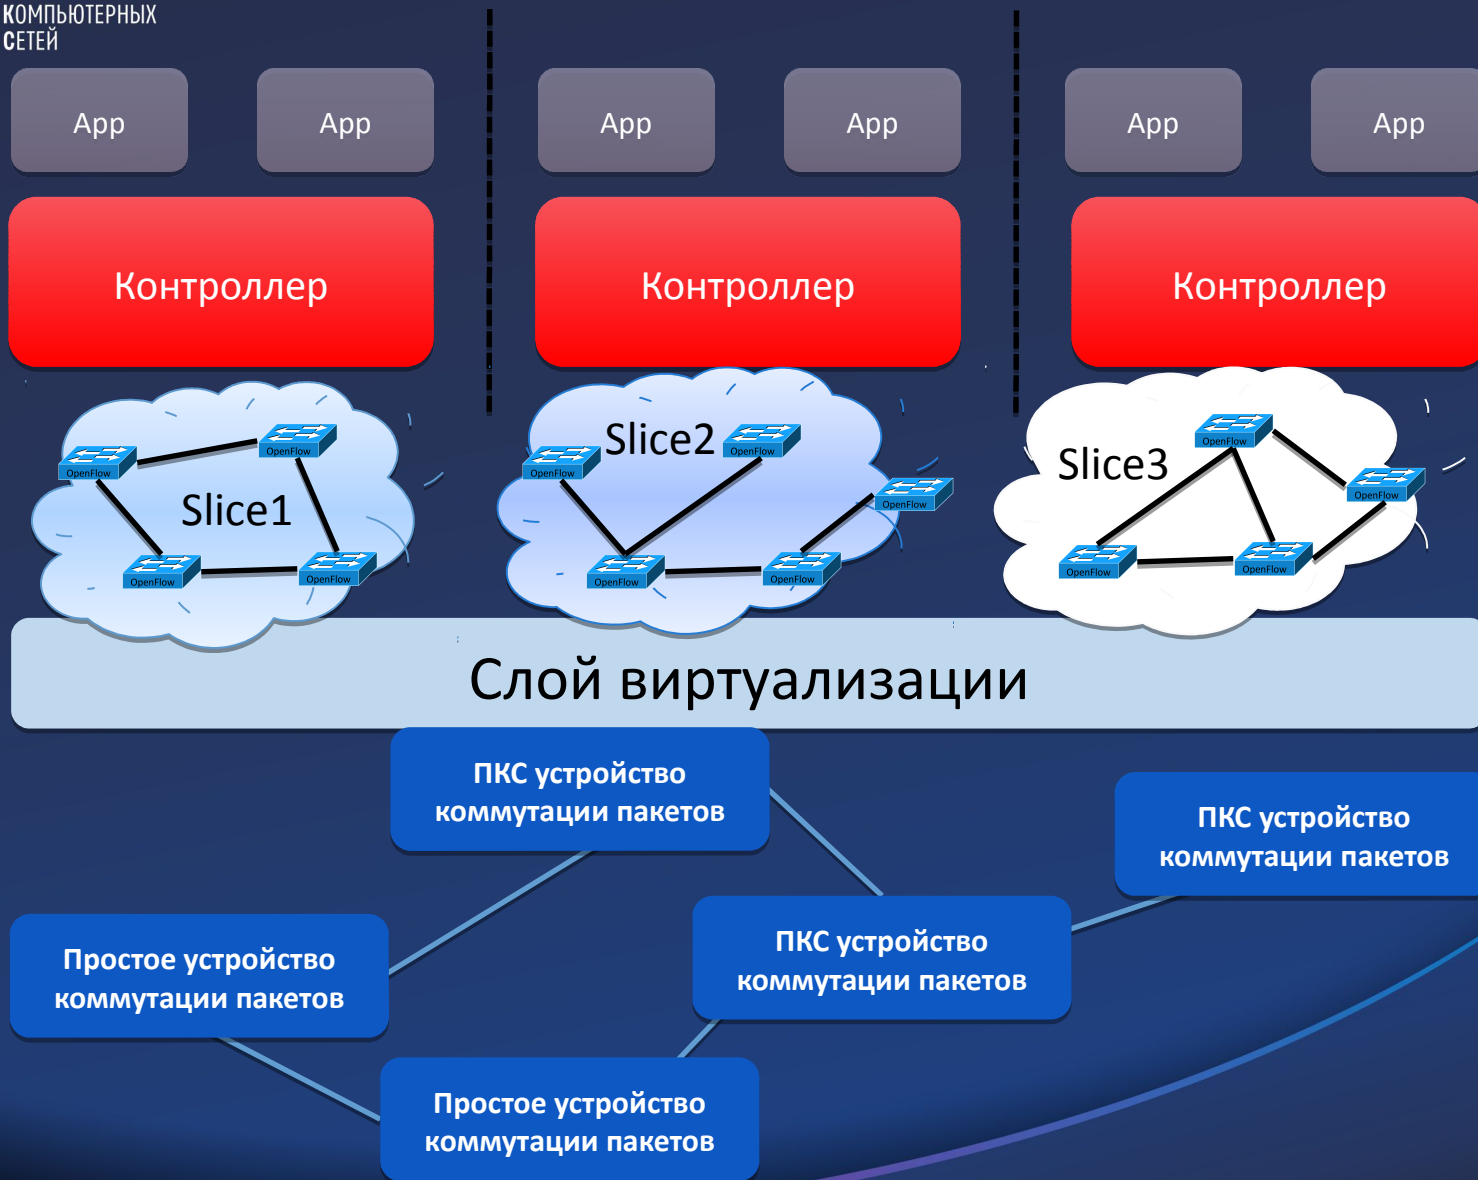 КОМПЬЮТЕРНЫХ
СЕТЕЙ
App
App
App
App
App
App
Контроллер
Контроллер
Контроллер
OpenFlow
OpenFlow
Slice1
OpenFlow
OpenFlow
Slice2
OpenFlow
OpenFlow
OpenFlow
OpenFlow
OpenFlow
Slice3
OpenFlow
OpenFlow
OpenFlow
OpenFlow
Слой виртуализации
ПКС устройство
коммутации пакетов
ПКС устройство
коммутации пакетов
Простое устройство
коммутации пакетов
ПКС устройство
коммутации пакетов
Простое устройство
коммутации пакетов